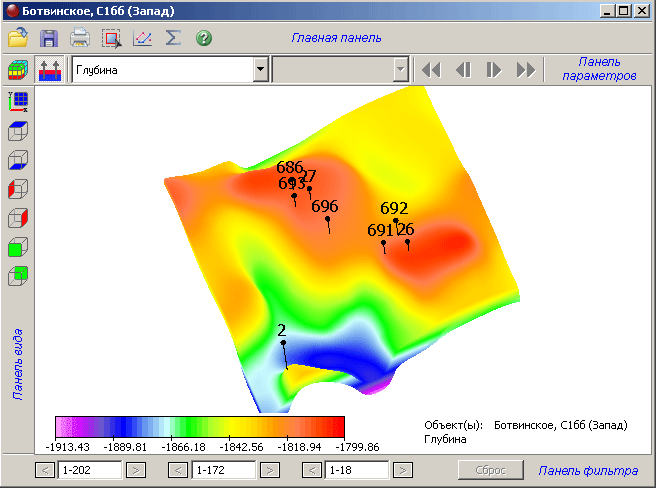 Ботвинское, С1бб (Запад)
Главная панель
Глубина
Панель параметров
686
27
693
696
692
691
26
2
Панель вида
-1913.43 -1889.81 -1866.18 -1842.56 -1818.94 -1799.86
Объект(ы): Ботвинское, С1бб (Запад)
Глубина
< 1-202 > < 1-172 > < 1-18 > Сброс Панель фильтра